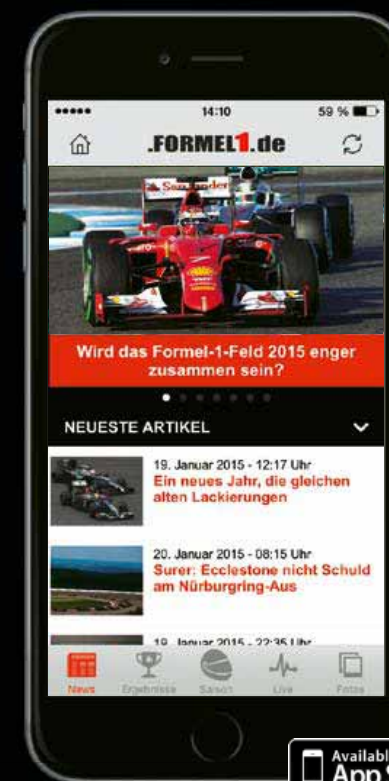 14:10
59 %
.FORMEL1.de
Santander
Wird das Formel-1-Feld 2015 enger
zusammen sein?
NEUESTE ARTIKEL
19. Januar 2015 - 12:17 Uhr
Ein neues Jahr, die gleichen
alten Lackierungen
20. Januar 2015 - 08:15 Uhr
Surer: Ecclestone nicht Schuld
am Nürburgring-Aus
19. Januar 2015 - 22:35 Uhr
News Ergebnisse Saison Live Fotos
App